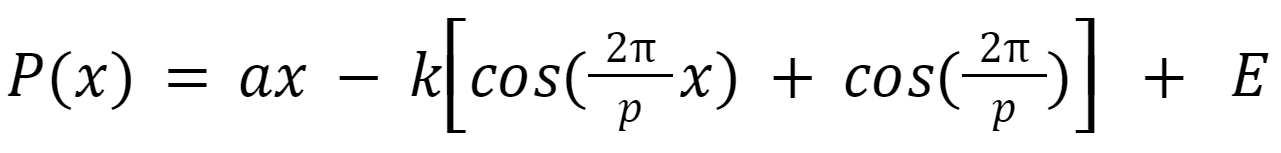 P(x) = ax − k[cos(2π/p x) + cos(2π/p)] + E